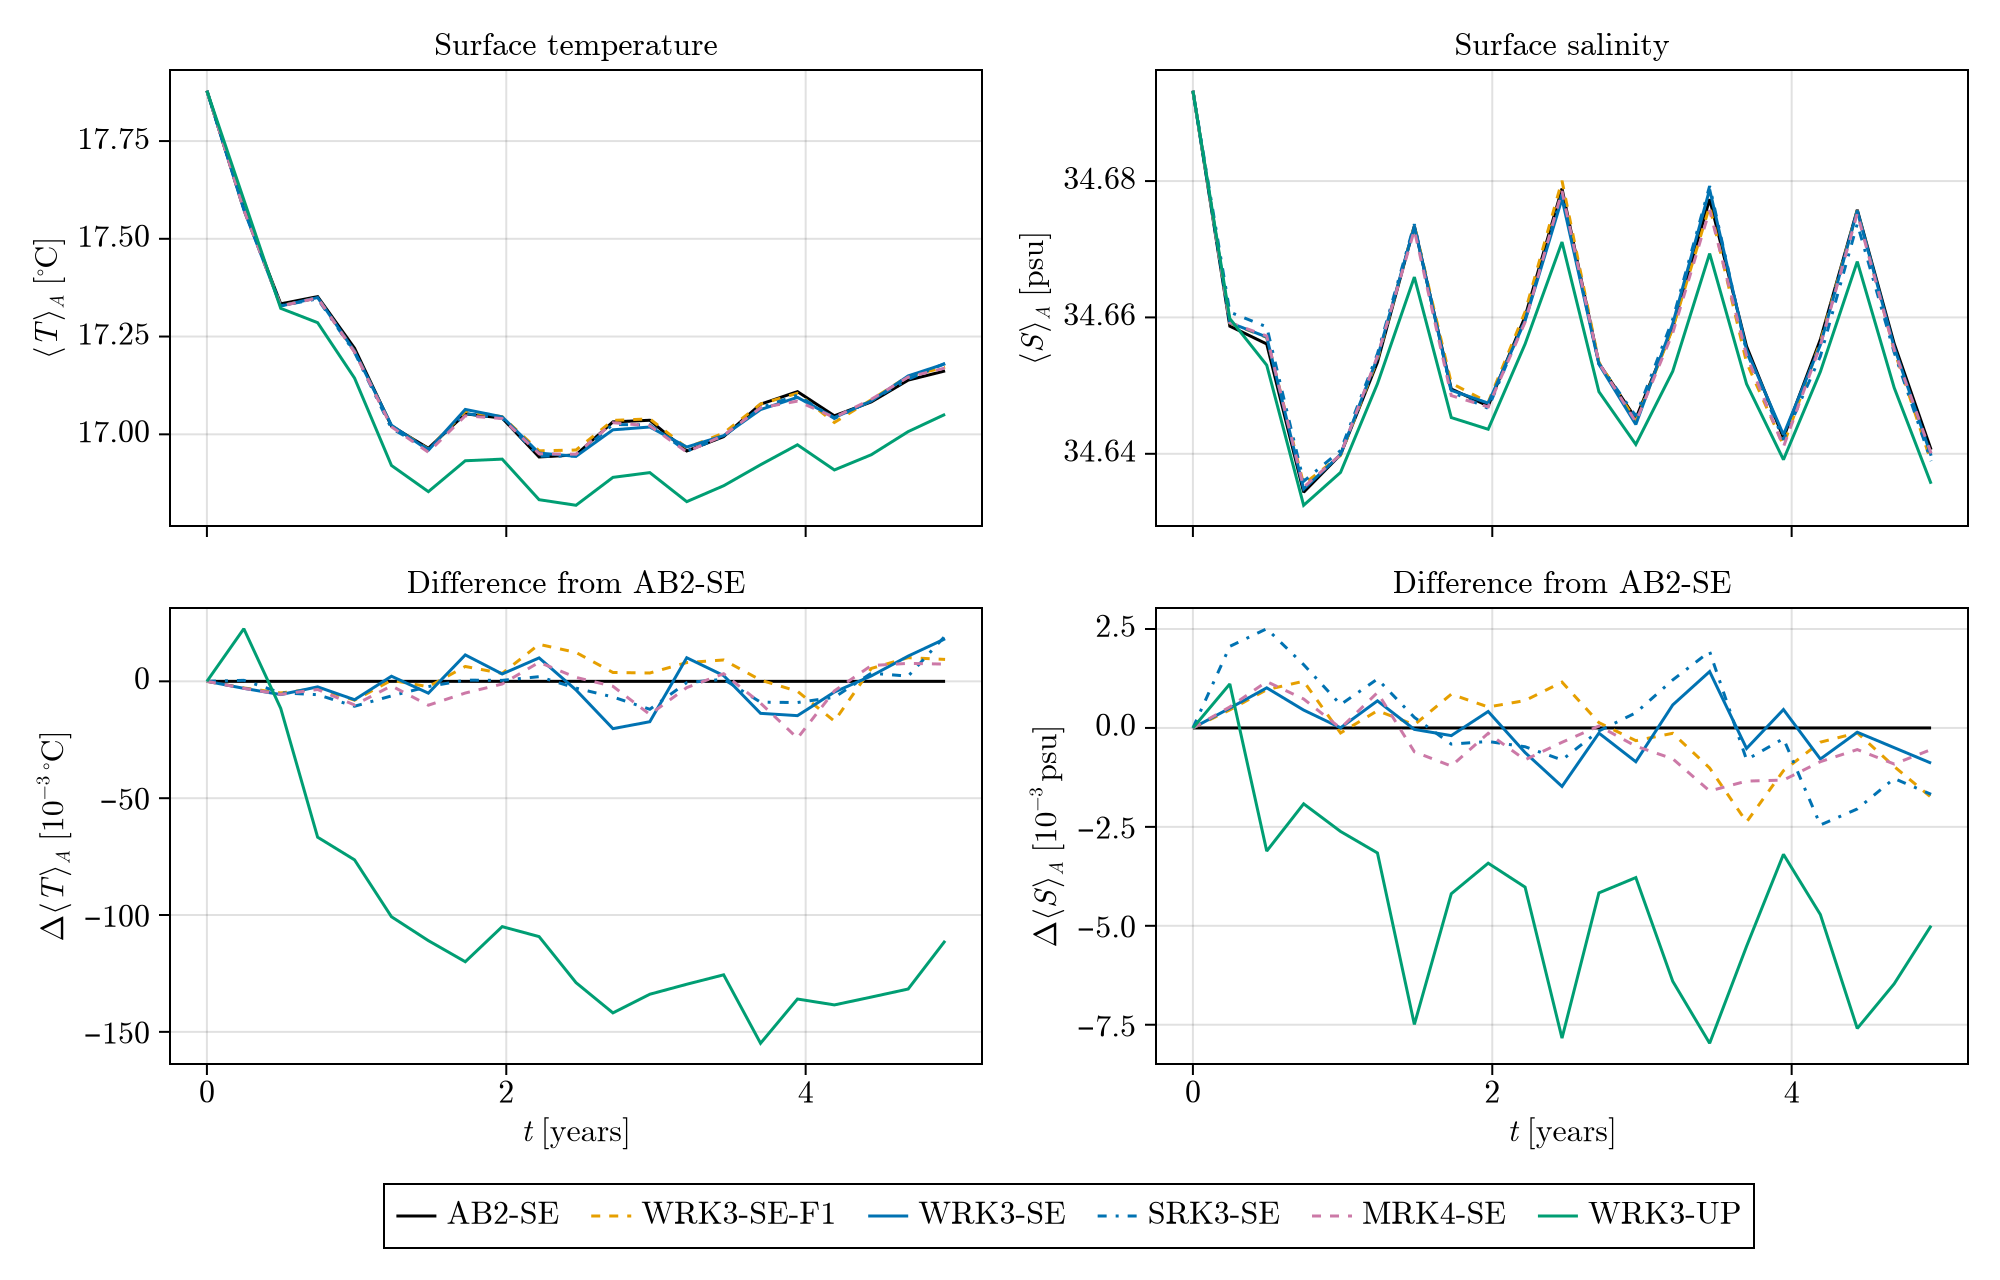 Surface temperature
17.75
17.50
17.25
17.00
⟨T⟩_A [°C]
Surface salinity
34.68
34.66
34.64
⟨S⟩_A [psu]
Difference from AB2-SE
0
−50
−100
−150
Δ⟨T⟩_A [10⁻³ °C]
0 2 4
t [years]
Difference from AB2-SE
2.5
0.0
−2.5
−5.0
−7.5
Δ⟨S⟩_A [10⁻³ psu]
0 2 4
t [years]
AB2-SE WRK3-SE-F1 WRK3-SE SRK3-SE MRK4-SE WRK3-UP